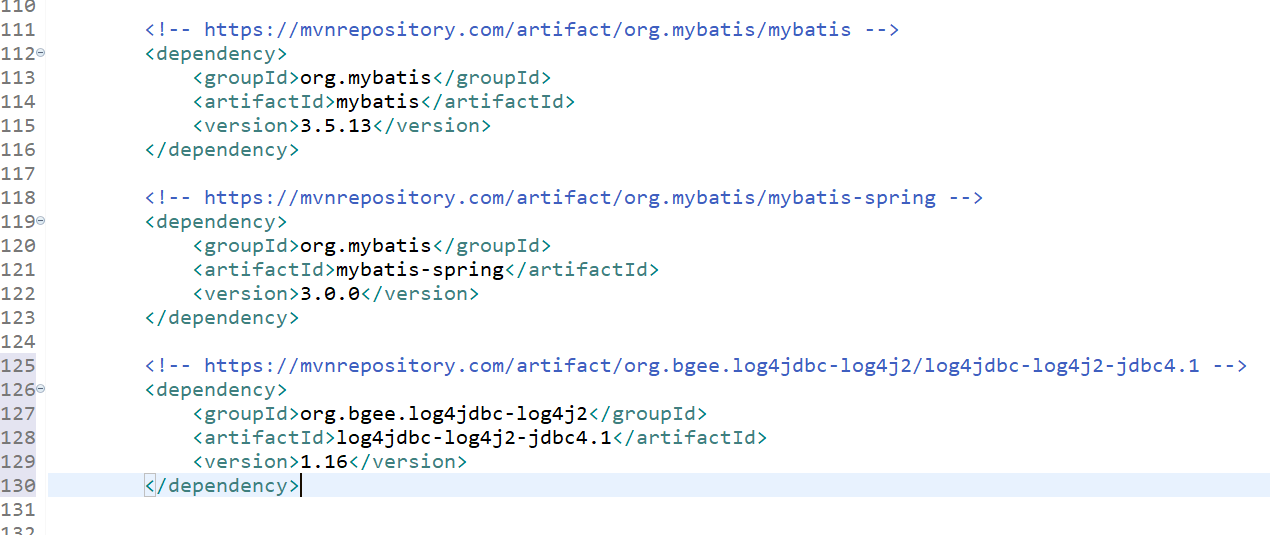 110
111 <!-- https://mvnrepository.com/artifact/org.mybatis/mybatis -->
112 <dependency>
113 <groupId>org.mybatis</groupId>
114 <artifactId>mybatis</artifactId>
115 <version>3.5.13</version>
116 </dependency>
117
118 <!-- https://mvnrepository.com/artifact/org.mybatis/mybatis-spring -->
119 <dependency>
120 <groupId>org.mybatis</groupId>
121 <artifactId>mybatis-spring</artifactId>
122 <version>3.0.0</version>
123 </dependency>
124
125 <!-- https://mvnrepository.com/artifact/org.bgee.log4jdbc-log4j2/log4jdbc-log4j2-jdbc4.1 -->
126 <dependency>
127 <groupId>org.bgee.log4jdbc-log4j2</groupId>
128 <artifactId>log4jdbc-log4j2-jdbc4.1</artifactId>
129 <version>1.16</version>
130 </dependency>
131
132